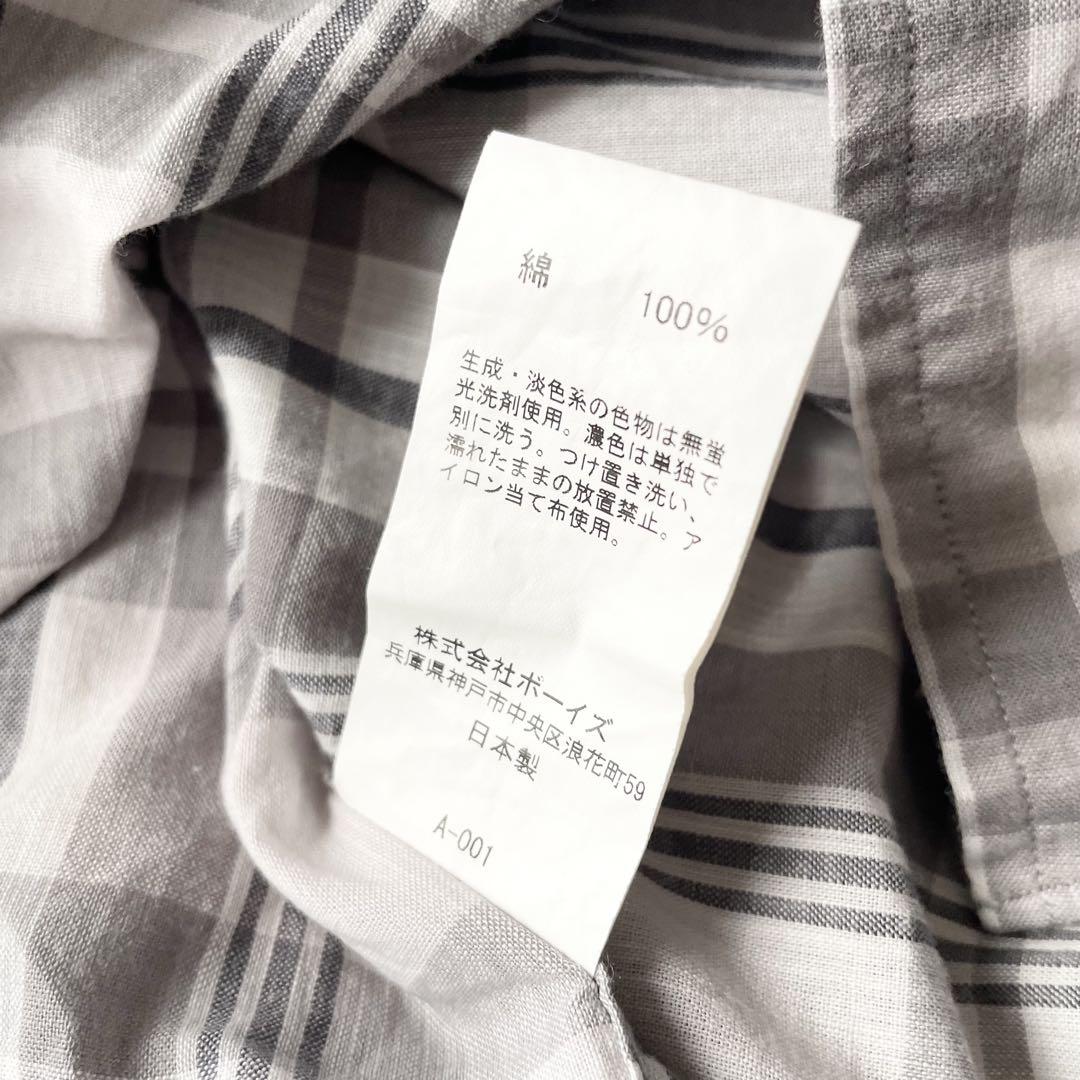 綿 100%
生成・淡色系の色物は無蛍
光洗剤使用。濃色は単独で
別に洗う。つけ置き洗い、
濡れたままの放置禁止。ア
イロン当て布使用。
株式会社ボーイズ
兵庫県神戸市中央区浪花町59
日本製
A-001